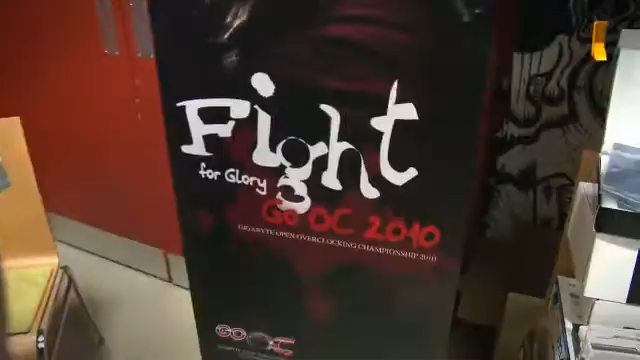 Fight
for Glory
Go OC 2010
GIGABYTE OPEN OVERCLOCKING CHAMPIONSHIP 2010
GO OC